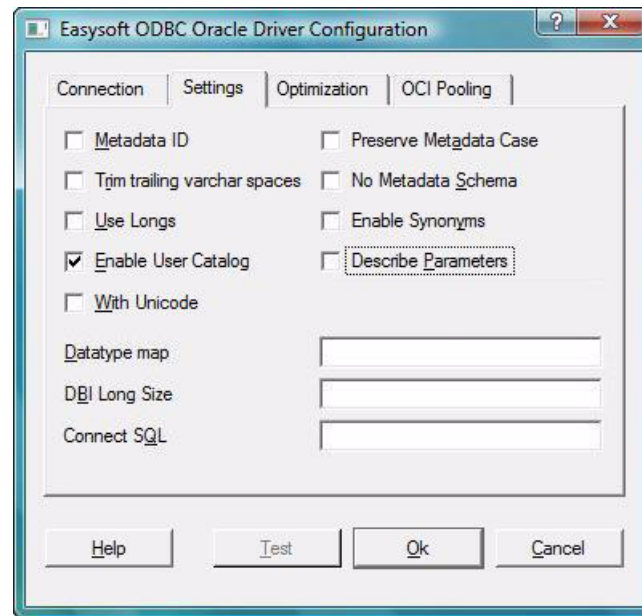 Easysoft ODBC Oracle Driver Configuration
Connection Settings Optimization OCI Pooling
Metadata ID
Preserve Metadata Case
Trim trailing varchar spaces
No Metadata Schema
Use Longs
Enable Synonyms
Enable User Catalog
Describe Parameters
With Unicode
Datatype map
DBI Long Size
Connect SQL
Help Test Ok Cancel